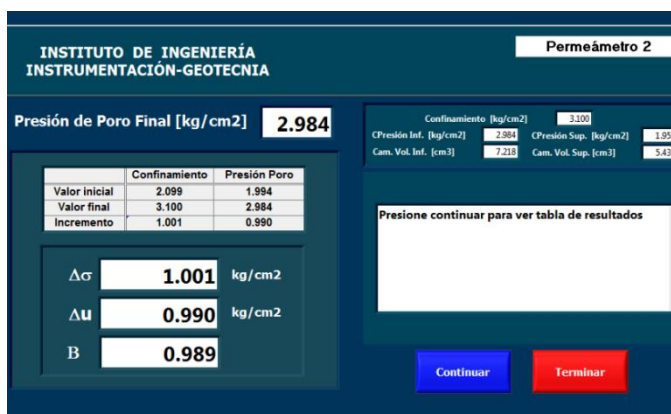 INSTITUTO DE INGENIERÍA
INSTRUMENTACIÓN-GEOTECNIA
Permeámetro 2
Presión de Poro Final [kg/cm2] 2.984
Confinamiento [kg/cm2] 3.100
CPresión Inf. [kg/cm2] 2.984 CPresión Sup. [kg/cm2] 1.95
Cam. Vol. Inf. [cm3] 7.218 Cam. Vol. Sup. [cm3] 5.43
Confinamiento Presión Poro
Valor inicial 2.099 1.994
Valor final 3.100 2.984
Incremento 1.001 0.990
Presione continuar para ver tabla de resultados
Δσ 1.001 kg/cm2
Δu 0.990 kg/cm2
B 0.989
Continuar Terminar